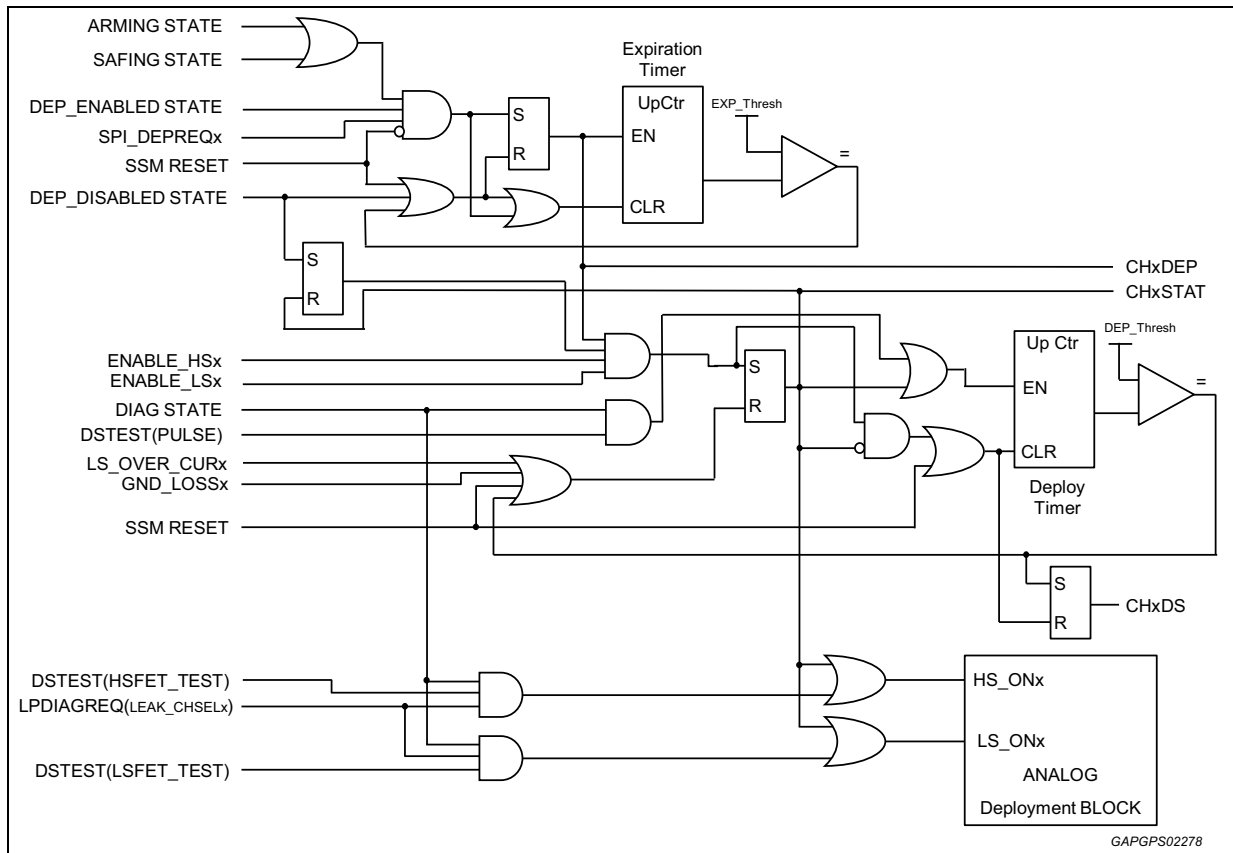 ARMING STATE
SAFING STATE
DEP_ENABLED STATE
SPI_DEPREQx
SSM RESET
DEP_DISABLED STATE
Expiration
Timer
UpCtr
EN
CLR
EXP_Thresh
=
S
R
S
R
CHxDEP
CHxSTAT
ENABLE_HSx
ENABLE_LSx
DIAG STATE
DSTEST(PULSE)
LS_OVER_CURx
GND_LOSSx
SSM RESET
S
R
Up Ctr
EN
CLR
Deploy
Timer
DEP_Thresh
=
S
R
CHxDS
DSTEST(HSFET_TEST)
LPDIAGREQ(LEAK_CHSELx)
DSTEST(LSFET_TEST)
HS_ONx
LS_ONx
ANALOG
Deployment BLOCK
GAPGPS02278